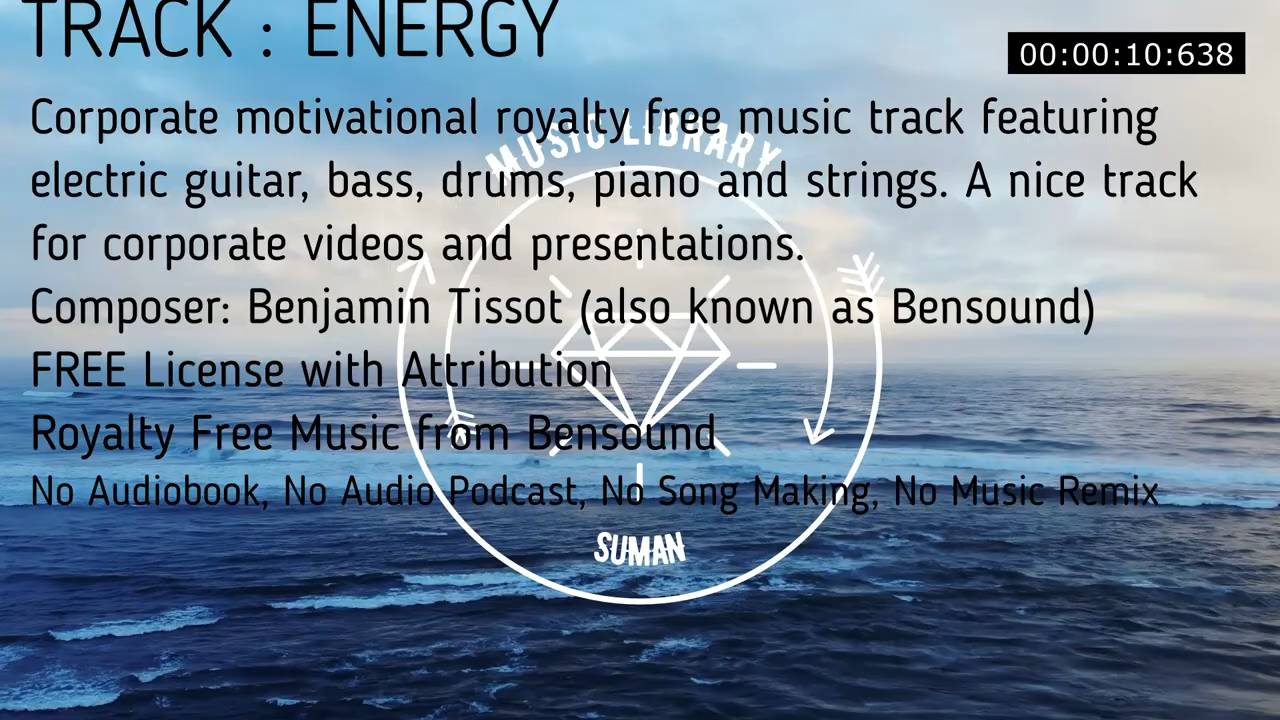 TRACK : ENERGY
00:00:10:638
Corporate motivational royalty free music track featuring
electric guitar, bass, drums, piano and strings. A nice track
for corporate videos and presentations.
Composer: Benjamin Tissot (also known as Bensound)
FREE License with Attribution
Royalty Free Music from Bensound
No Audiobook, No Audio Podcast, No Song Making, No Music Remix
MUSIC LIBRARY
SUMAN